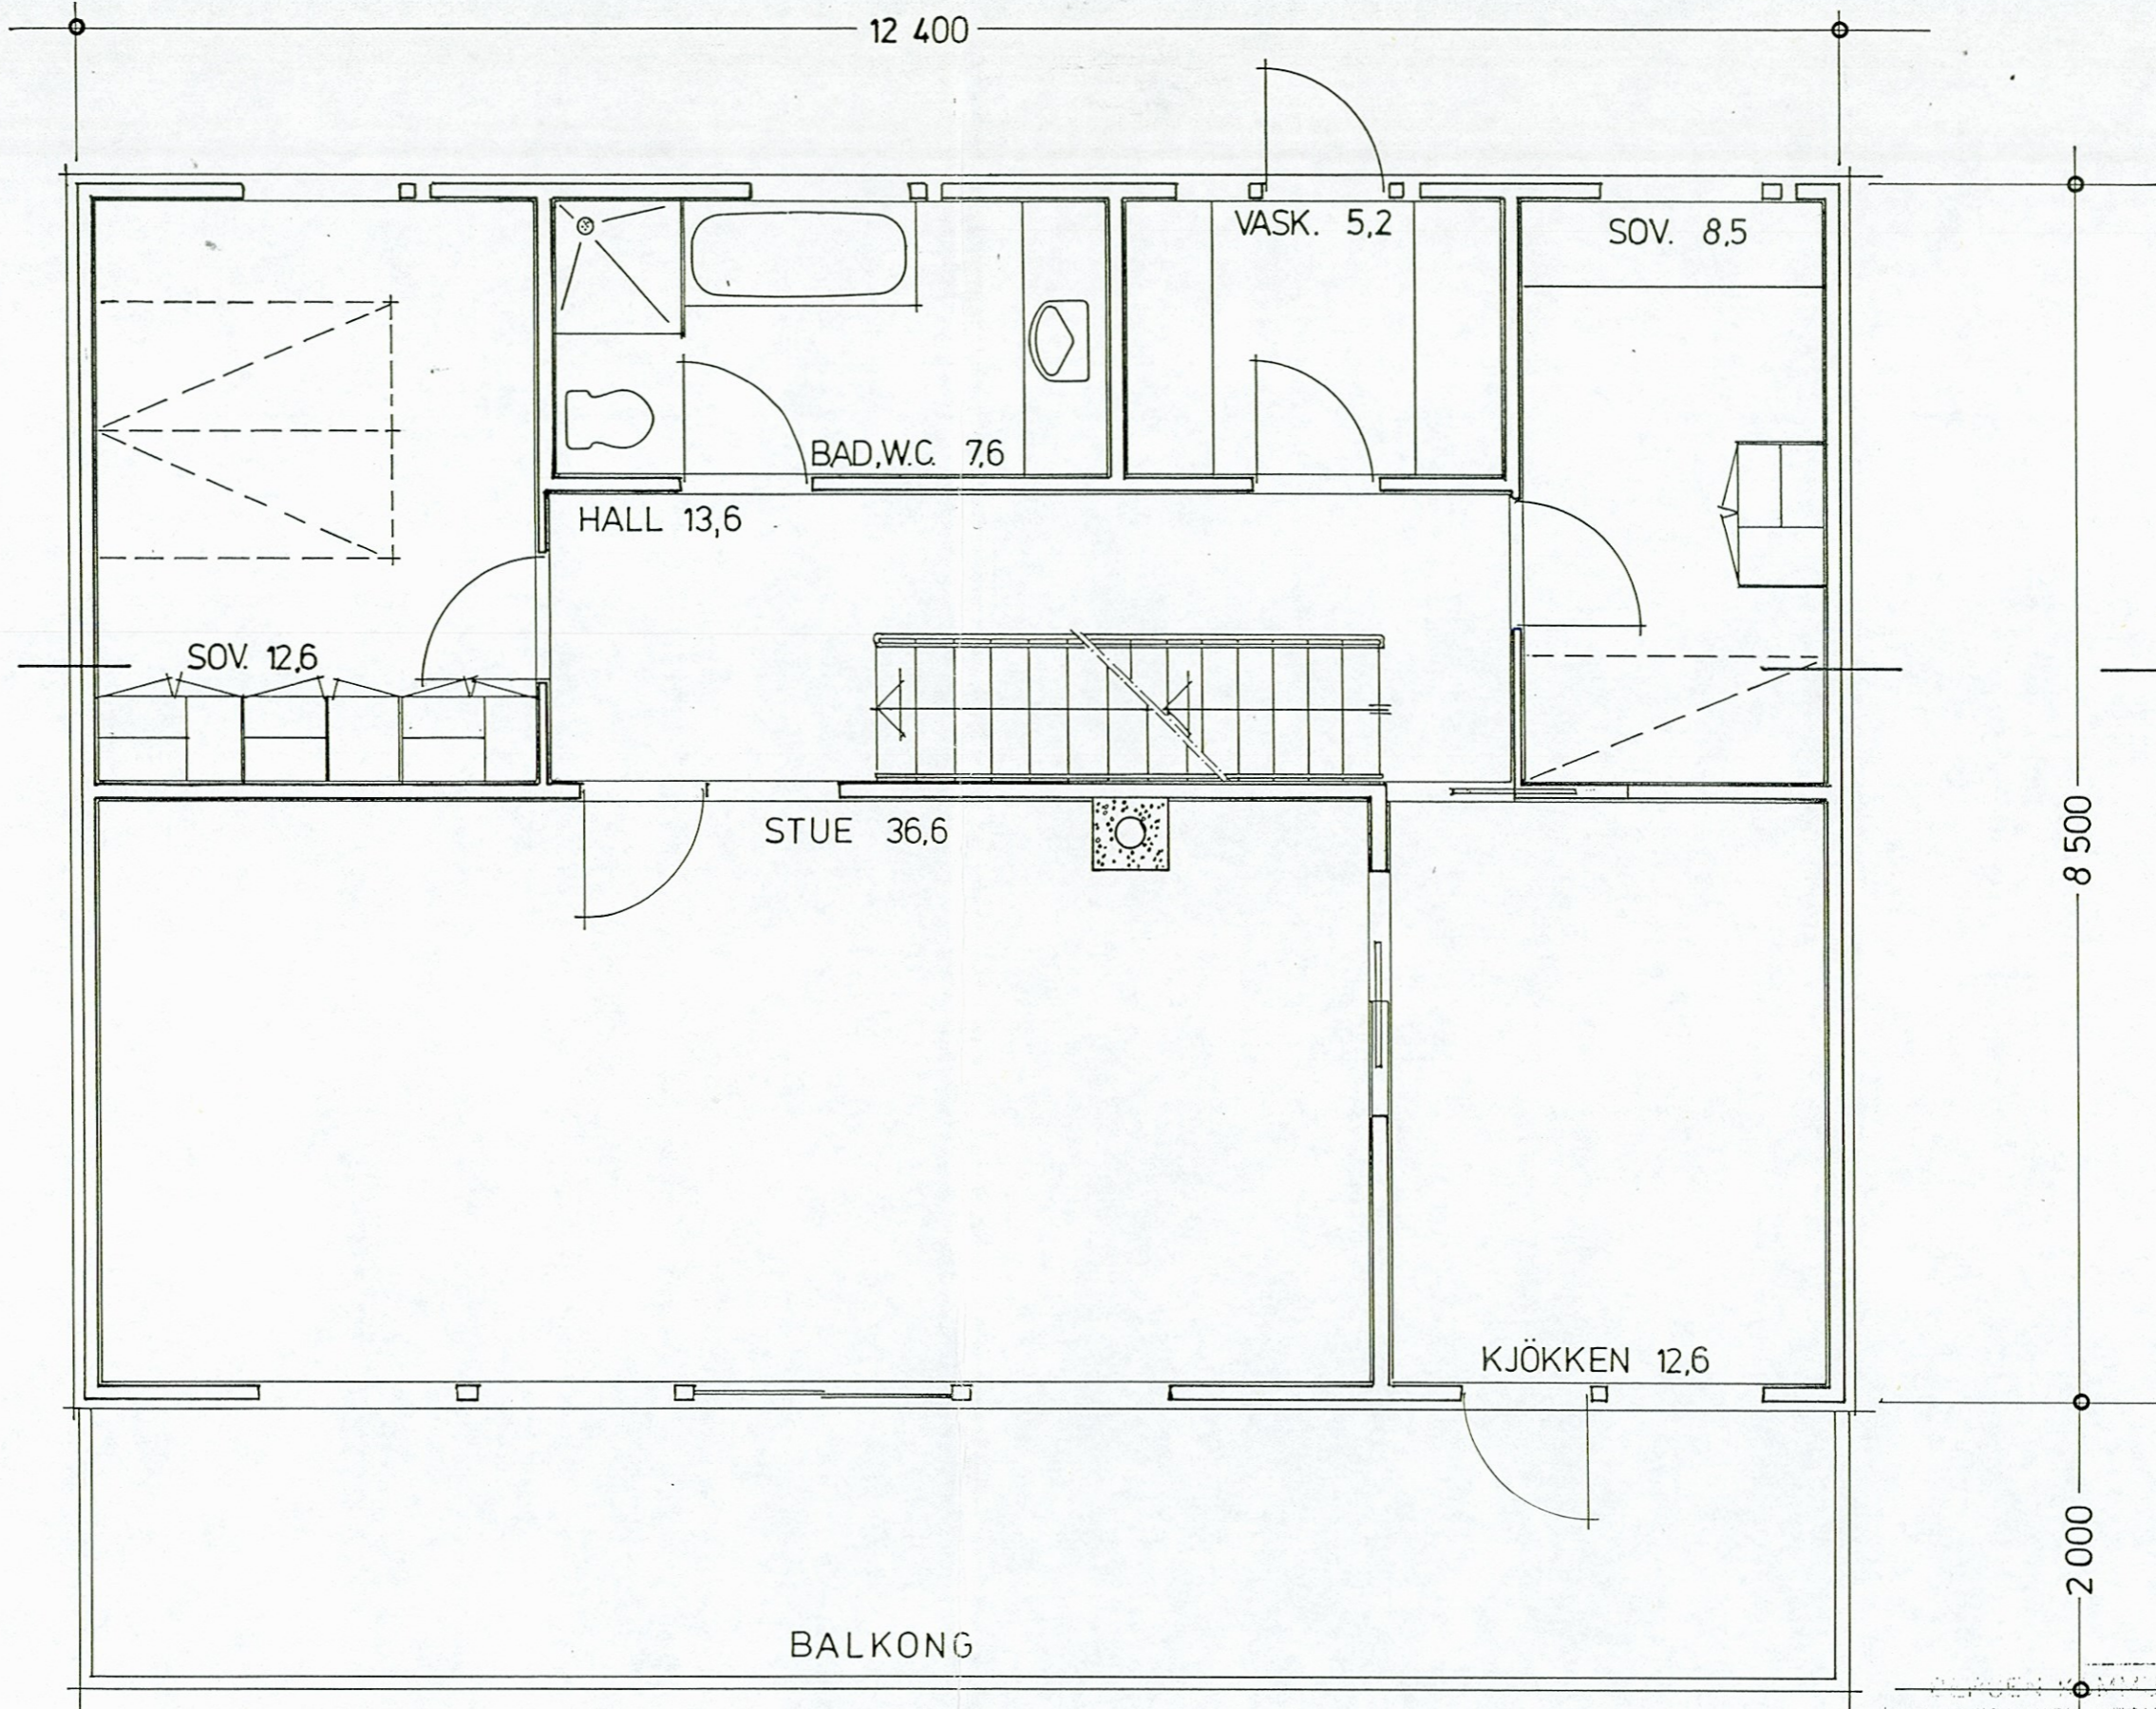 12 400
VASK. 5,2
SOV. 8,5
BAD,W.C. 7,6
HALL 13,6
SOV. 12,6
STUE 36,6
8 500
KJÖKKEN 12,6
2 000
BALKONG